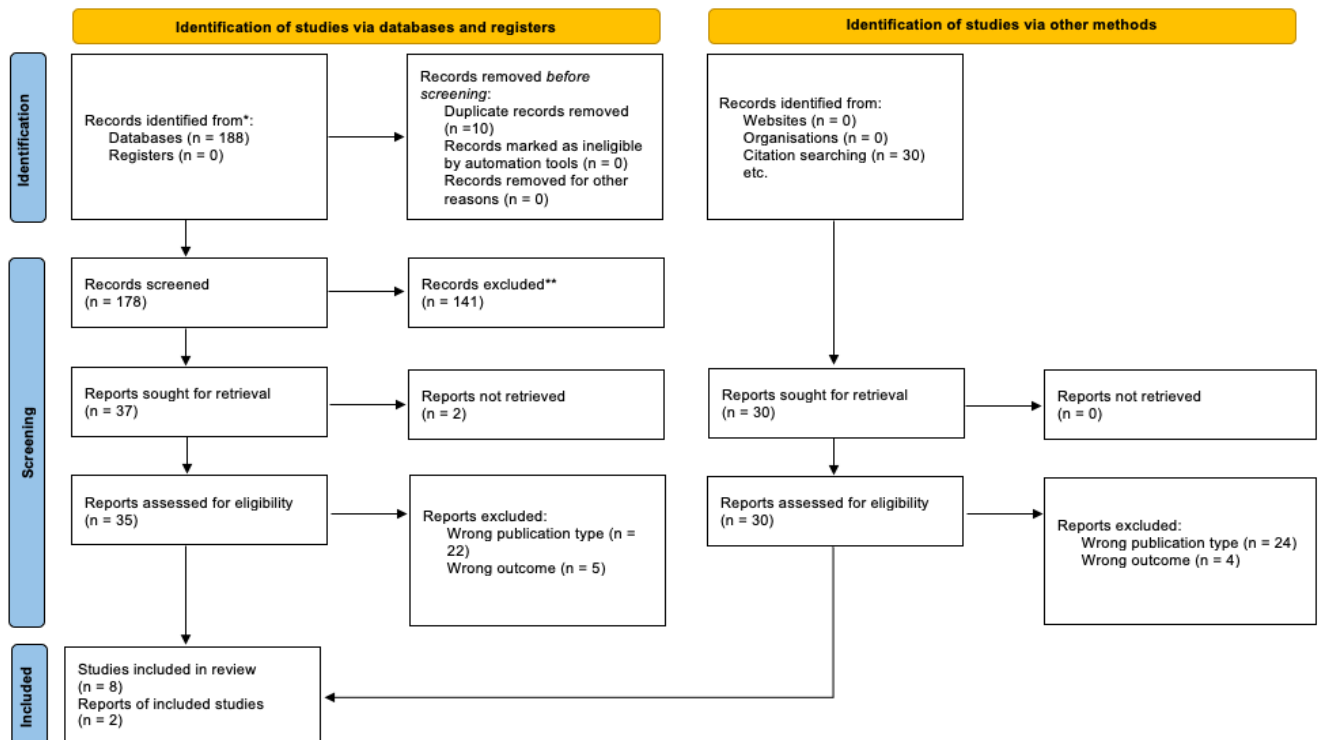 Identification of studies via databases and registers
Identification of studies via other methods
Identification
Records identified from*:
Databases (n = 188)
Registers (n = 0)
Records removed before
screening:
Duplicate records removed
(n =10)
Records marked as ineligible
by automation tools (n = 0)
Records removed for other
reasons (n = 0)
Records identified from:
Websites (n = 0)
Organisations (n = 0)
Citation searching (n = 30)
etc.
Screening
Records screened
(n = 178)
Records excluded**
(n = 141)
Reports sought for retrieval
(n = 37)
Reports not retrieved
(n = 2)
Reports sought for retrieval
(n = 30)
Reports not retrieved
(n = 0)
Reports assessed for eligibility
(n = 35)
Reports excluded:
Wrong publication type (n =
22)
Wrong outcome (n = 5)
Reports assessed for eligibility
(n = 30)
Reports excluded:
Wrong publication type (n = 24)
Wrong outcome (n = 4)
Included
Studies included in review
(n = 8)
Reports of included studies
(n = 2)